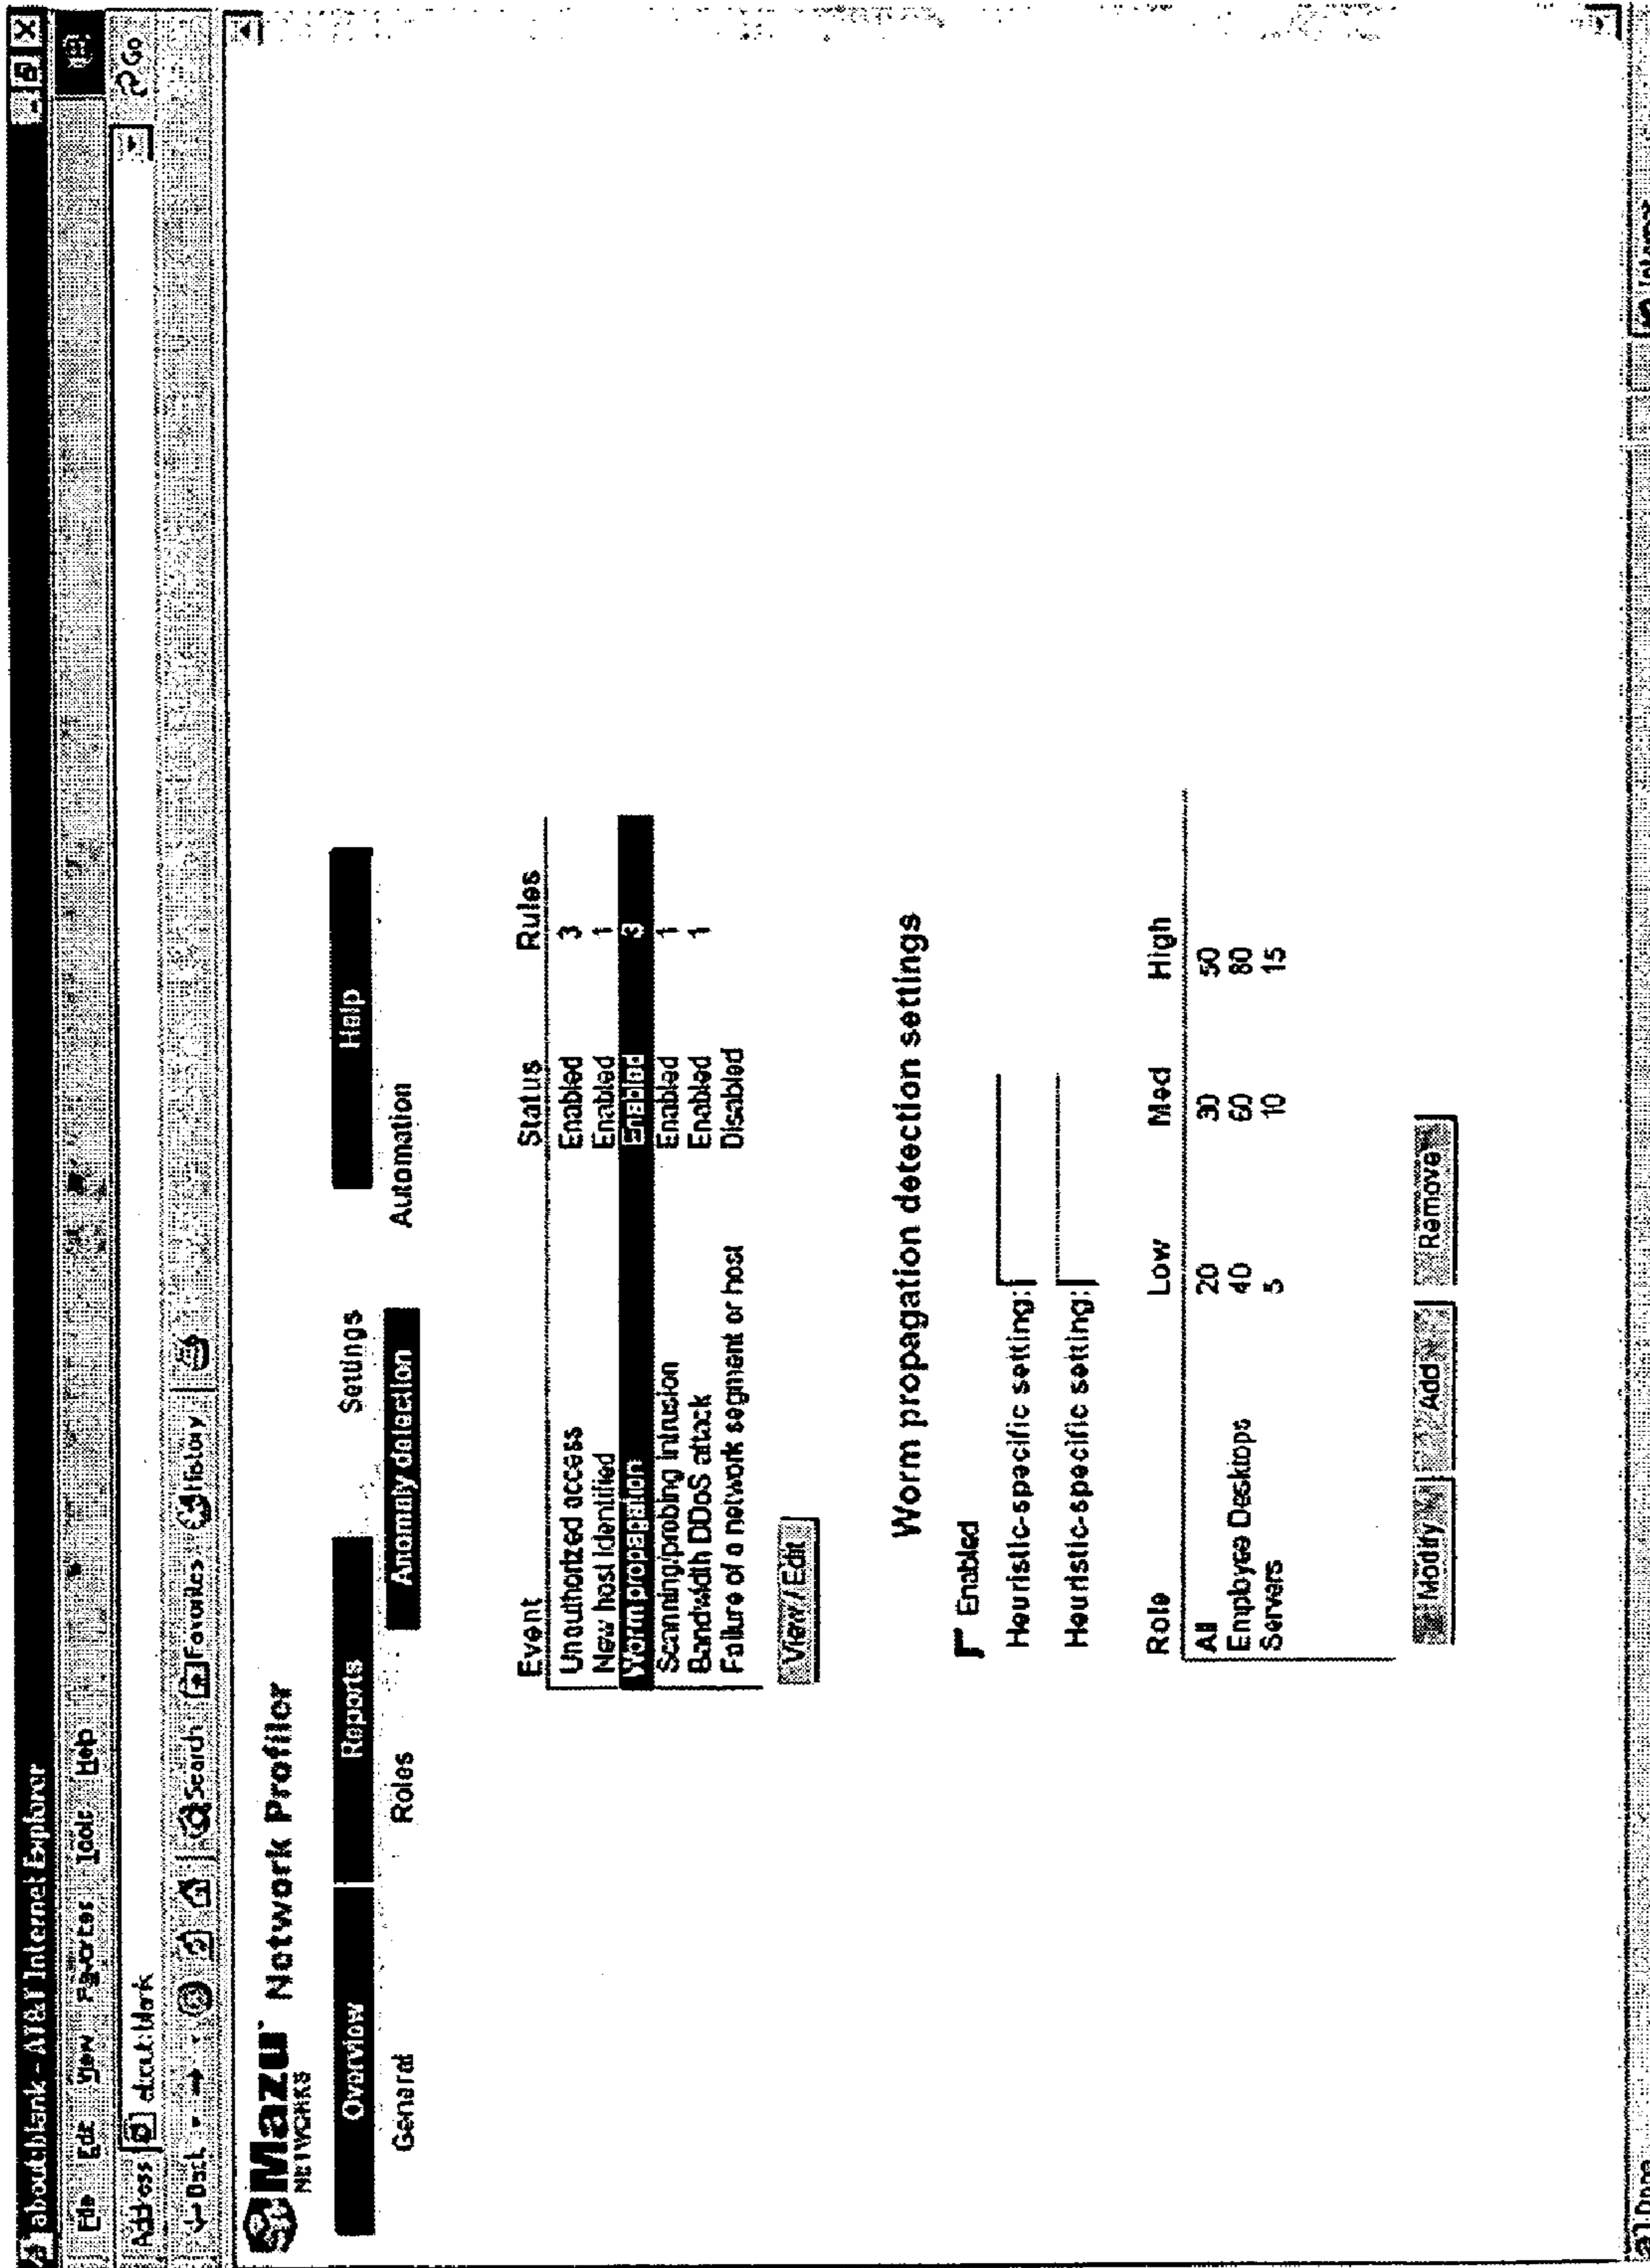 about:blank - AT&T Internet Explorer
File Edit View Favorites Tools Help
Address about:blank Go
Back Search Favorites History
Mazu Network Profiler
NETWORKS
Overview Reports Settings Help
General Roles Anomaly detection Automation
Event Status Rules
Unauthorized access Enabled 3
New host identified Enabled 1
Worm propagation Enabled 3
Scanning/probing intrusion Enabled 1
Bandwidth DDoS attack Enabled 1
Failure of a network segment or host Disabled
View / Edit
Worm propagation detection settings
Enabled
Heuristic-specific setting:
Heuristic-specific setting:
Role Low Med High
All 20 30 50
Employee Desktops 40 60 80
Servers 5 10 15
Modify Add Remove
Done Internet